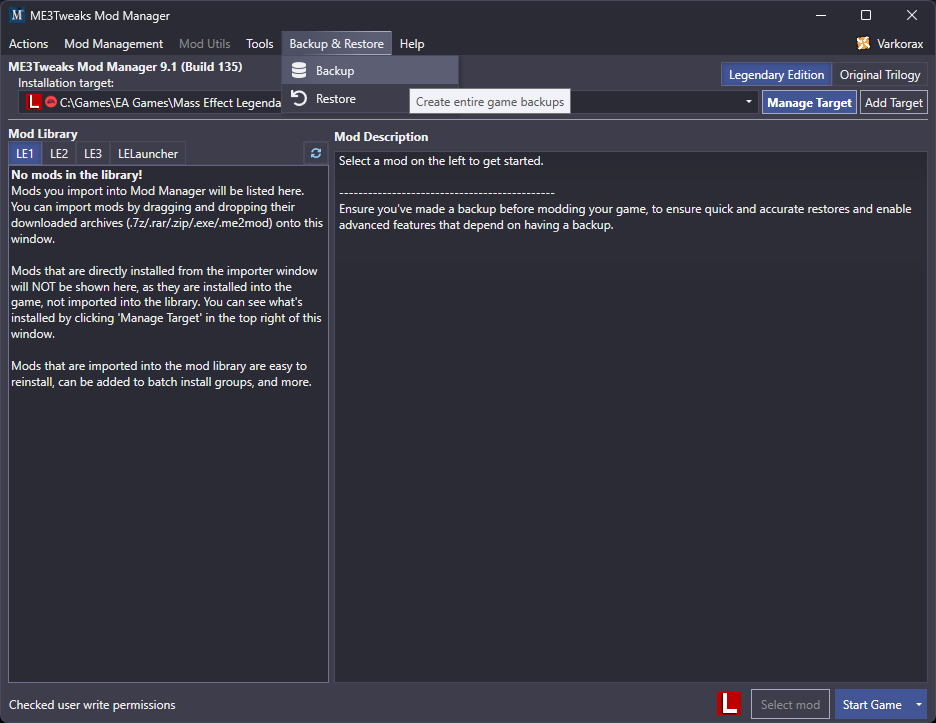 M ME3Tweaks Mod Manager
Actions Mod Management Mod Utils Tools Backup & Restore Help Varkorax
ME3Tweaks Mod Manager 9.1 (Build 135)
Backup
Legendary Edition Original Trilogy
Installation target:
L C:\Games\EA Games\Mass Effect Legenda
Restore
Create entire game backups
Manage Target Add Target
Mod Library
LE1 LE2 LE3 LELauncher
No mods in the library!
Mods you import into Mod Manager will be listed here.
You can import mods by dragging and dropping their
downloaded archives (.7z/.rar/.zip/.exe/.me2mod) onto this
window.
Mods that are directly installed from the importer window
will NOT be shown here, as they are installed into the
game, not imported into the library. You can see what's
installed by clicking 'Manage Target' in the top right of this
window.
Mods that are imported into the mod library are easy to
reinstall, can be added to batch install groups, and more.
Mod Description
Select a mod on the left to get started.
---------------------------------------------
Ensure you've made a backup before modding your game, to ensure quick and accurate restores and enable
advanced features that depend on having a backup.
Checked user write permissions
L Select mod Start Game